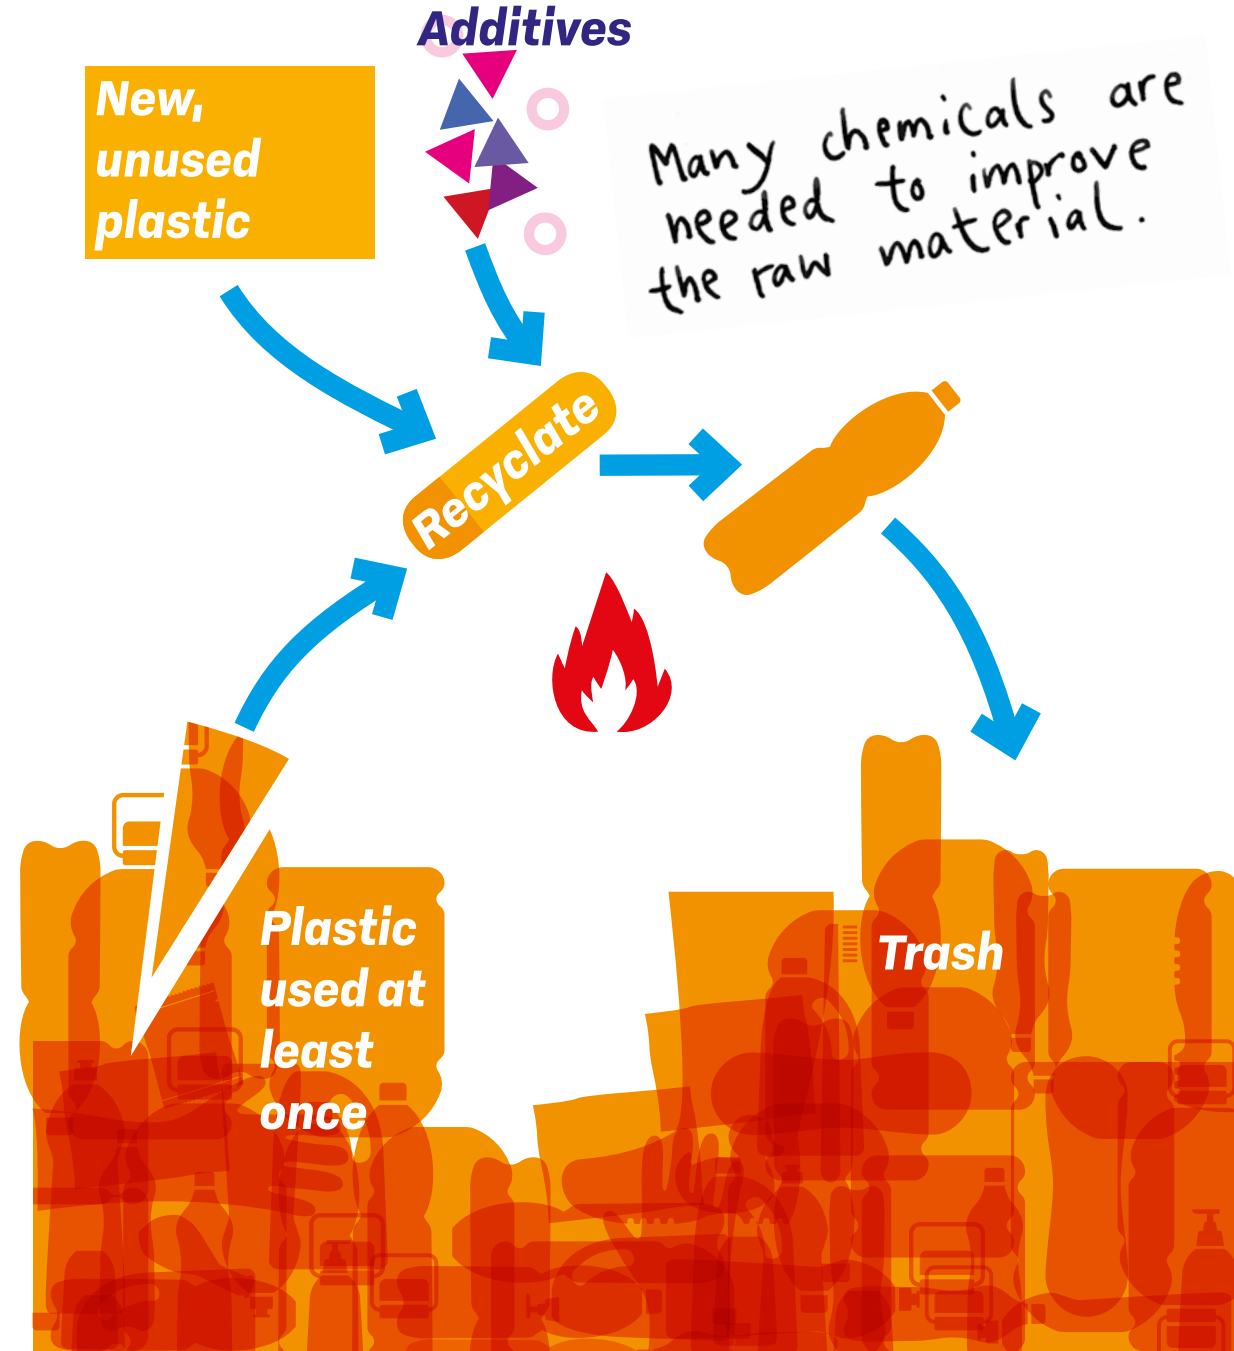 Additives
New,
unused
plastic
Many chemicals are
needed to improve
the raw material.
Recyclate
Plastic
used at
least
once
Trash